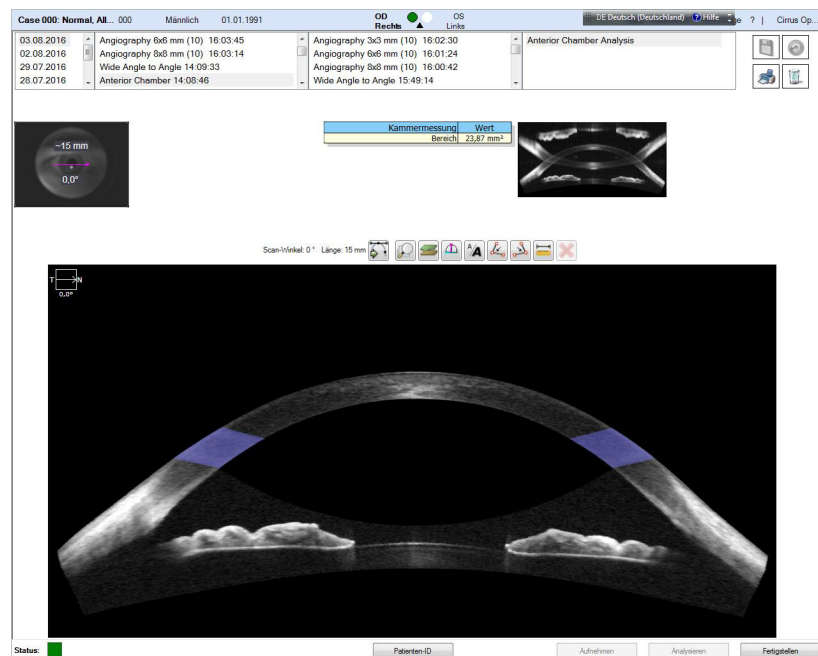 Case 000: Normal, All... 000 Männlich 01.01.1991 OD Rechts OS Links DE Deutsch (Deutschland) Hilfe ? | Cirrus Op...
03.08.2016
02.08.2016
29.07.2016
28.07.2016
Angiography 6x6 mm (10) 16:03:45
Angiography 8x8 mm (10) 16:03:14
Wide Angle to Angle 14:09:33
Anterior Chamber 14:08:46
Angiography 3x3 mm (10) 16:02:30
Angiography 6x6 mm (10) 16:01:24
Angiography 8x8 mm (10) 16:00:42
Wide Angle to Angle 15:49:14
Anterior Chamber Analysis
~15 mm
0,0°
Kammermessung Wert
Bereich 23,87 mm²
Scan-Winkel: 0 ° Länge: 15 mm
A/A
T N
0,0°
Status: Patienten-ID Aufnehmen Analysieren Fertigstellen